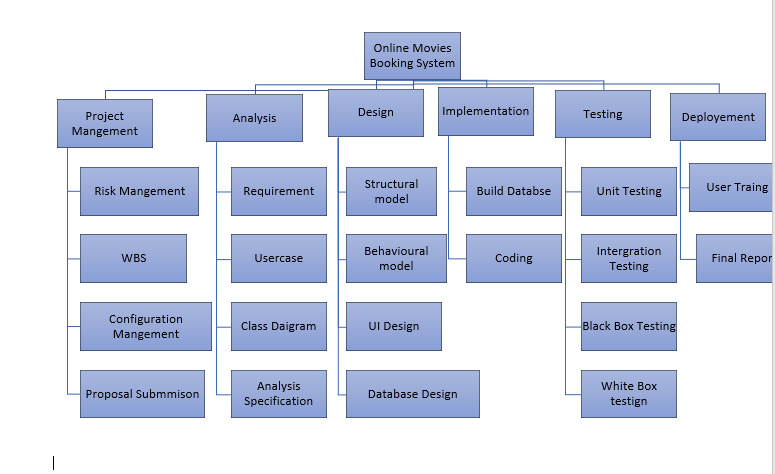 Online Movies
Booking System
Project
Mangement
Analysis
Design
Implementation
Testing
Deployement
Risk Mangement
Requirement
Structural
model
Build Databse
Unit Testing
User Traing
WBS
Usercase
Behavioural
model
Coding
Intergration
Testing
Final Repor
Configuration
Mangement
Class Daigram
UI Design
Black Box Testing
Proposal Submmison
Analysis
Specification
Database Design
White Box
testign